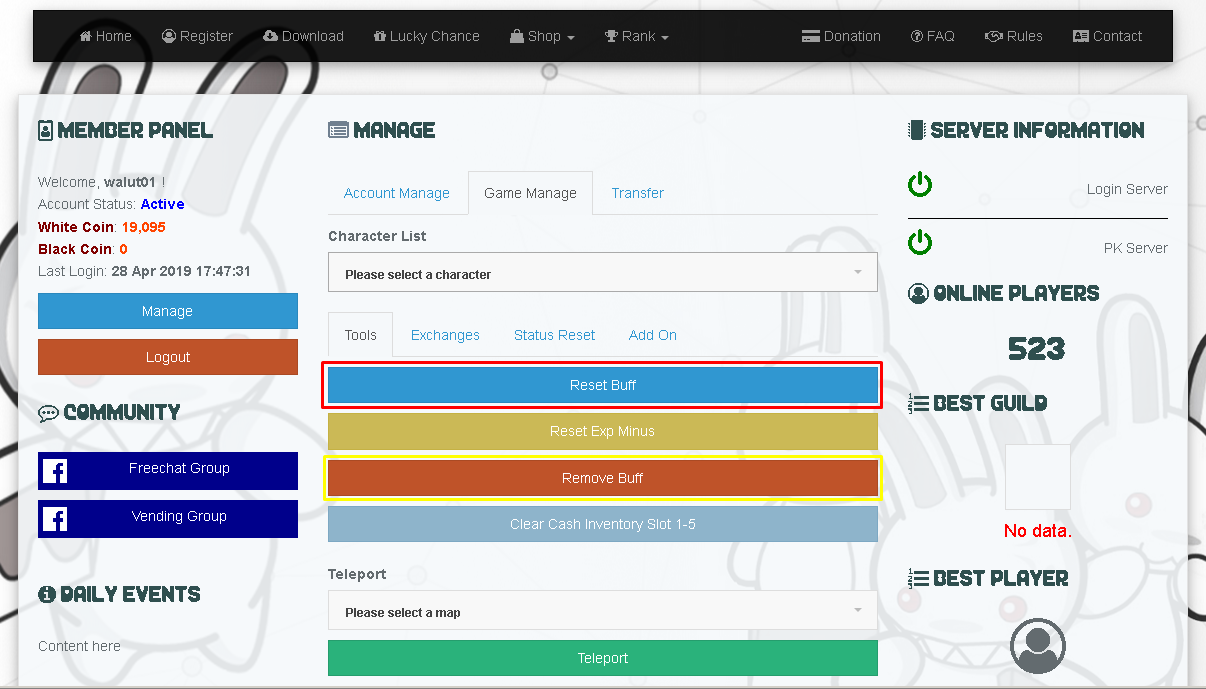 Home Register Download Lucky Chance Shop Rank Donation FAQ Rules Contact
MEMBER PANEL
Welcome, walut01 !
Account Status: Active
White Coin: 19,095
Black Coin: 0
Last Login: 28 Apr 2019 17:47:31
Manage
Logout
COMMUNITY
Freechat Group
Vending Group
DAILY EVENTS
Content here
MANAGE
Account Manage Game Manage Transfer
Character List
Please select a character
Tools Exchanges Status Reset Add On
Reset Buff
Reset Exp Minus
Remove Buff
Clear Cash Inventory Slot 1-5
Teleport
Please select a map
Teleport
SERVER INFORMATION
Login Server
PK Server
ONLINE PLAYERS
523
BEST GUILD
No data.
BEST PLAYER